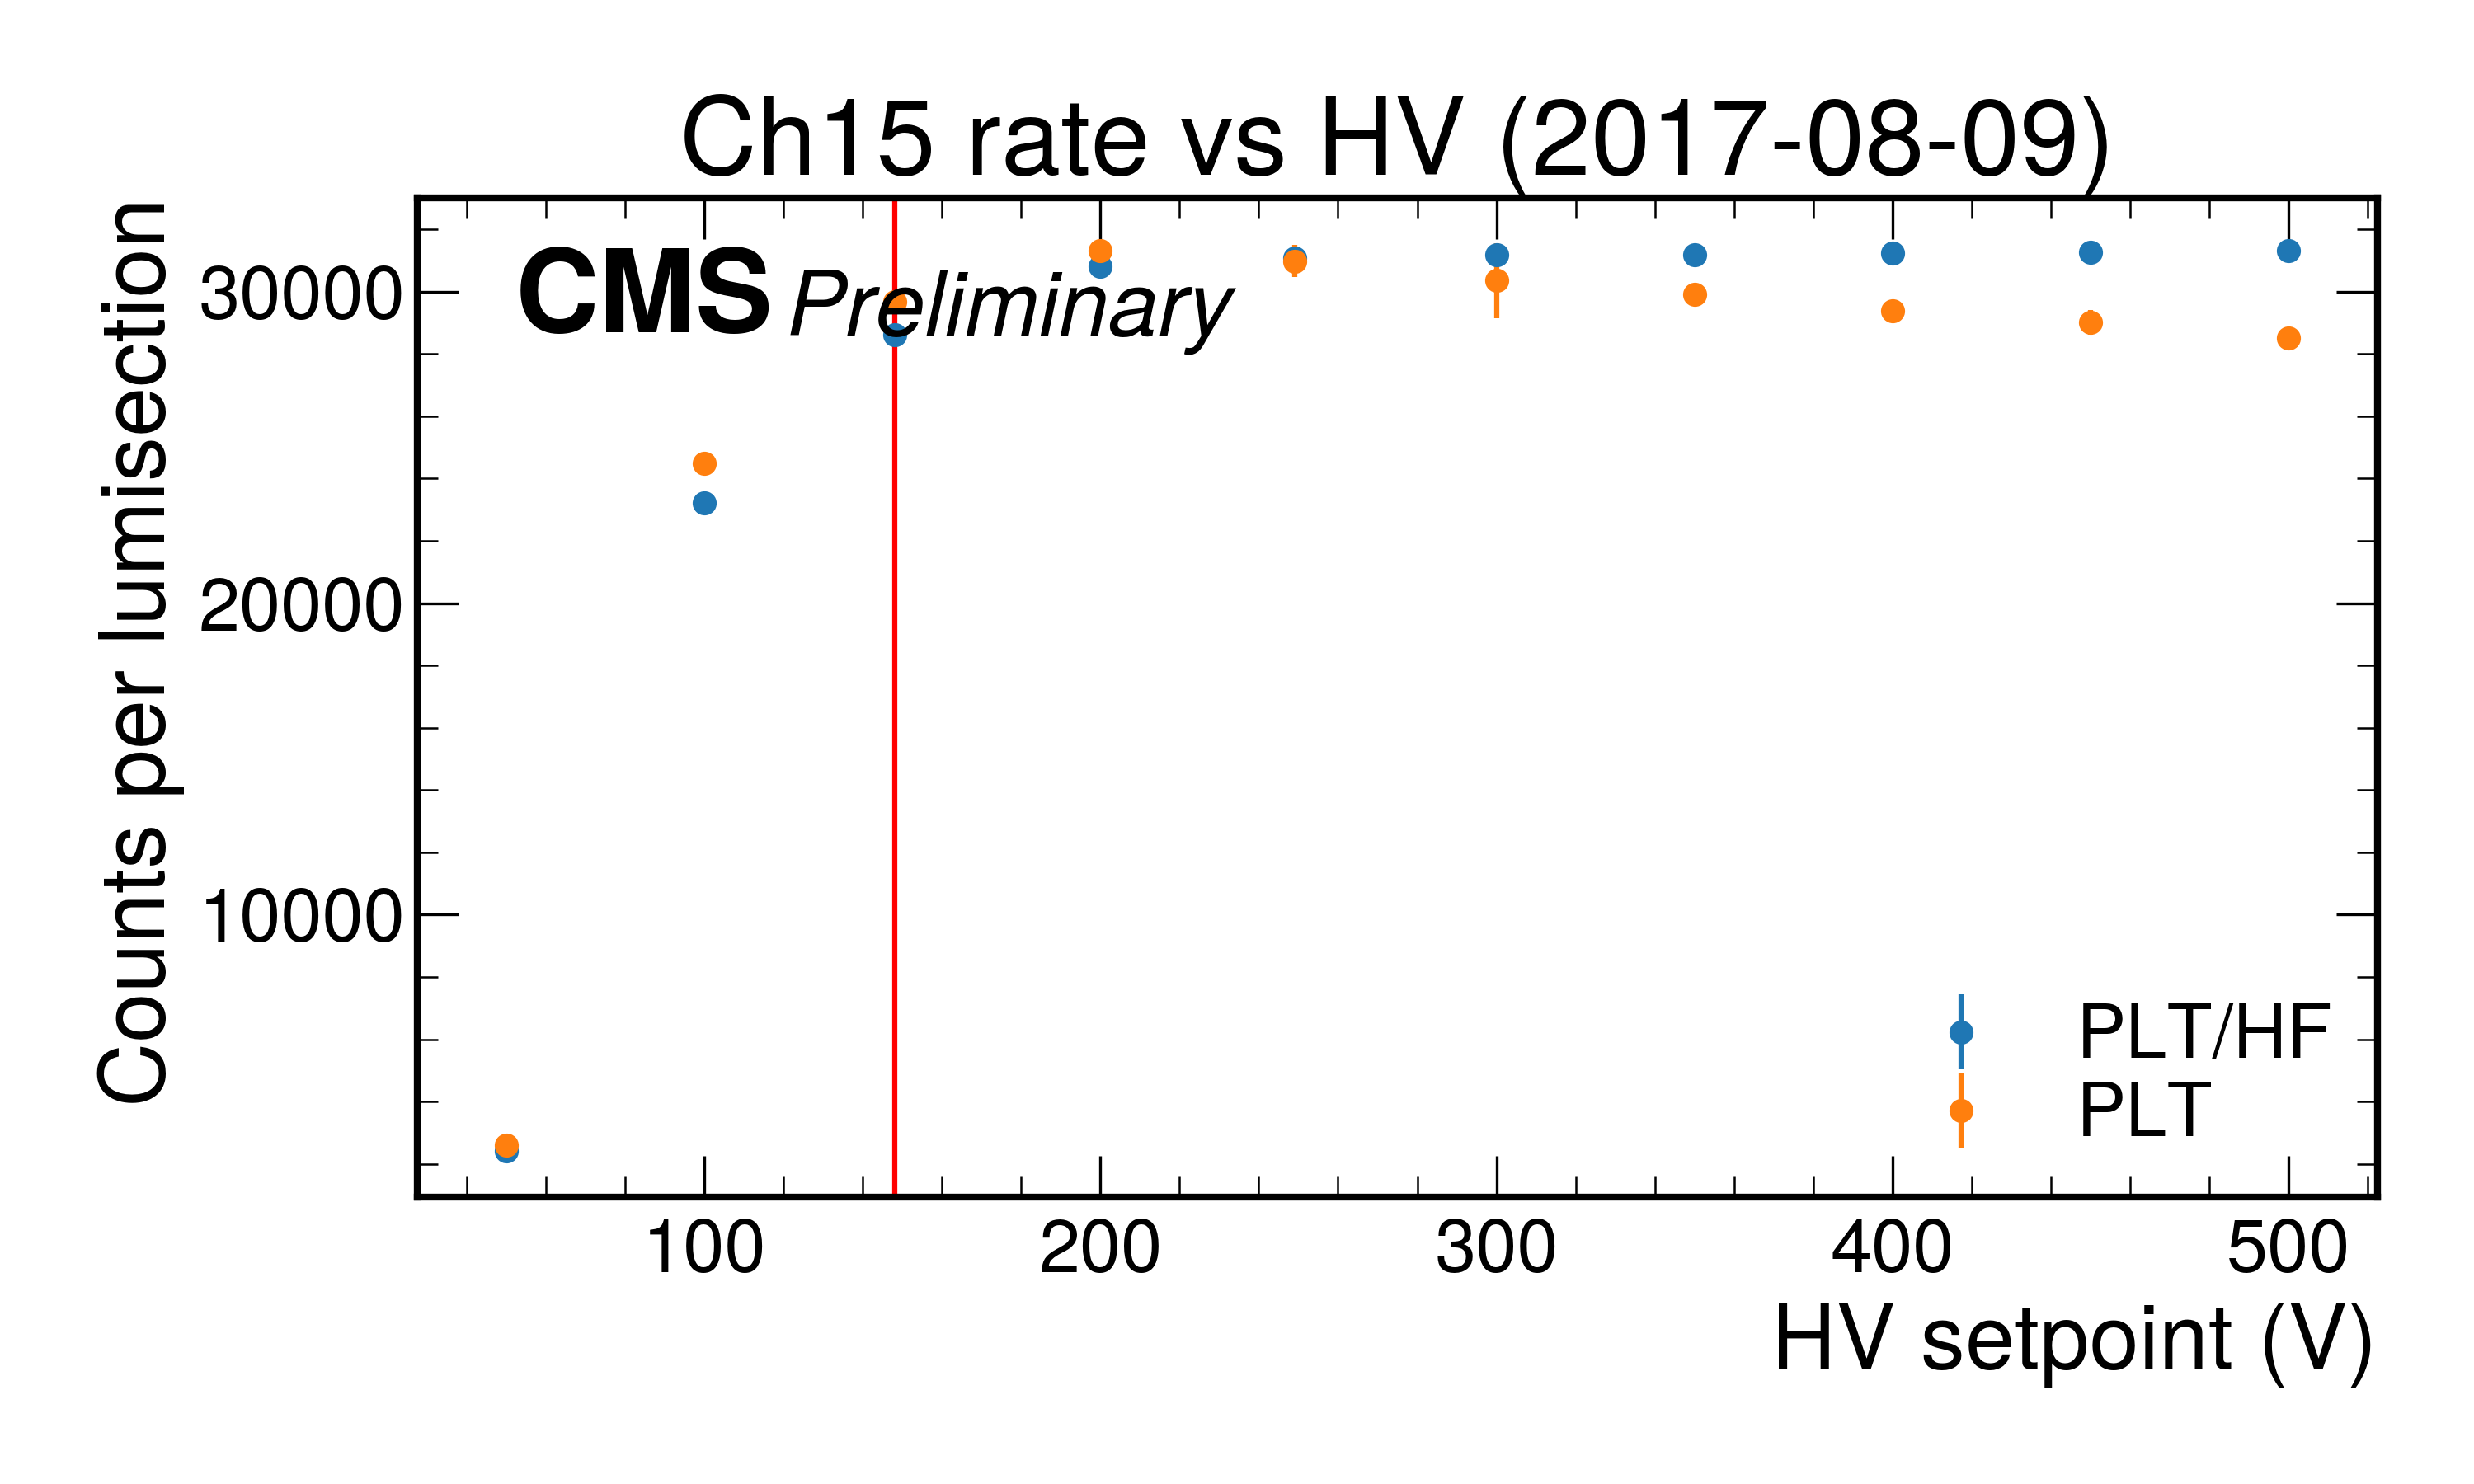 Ch15 rate vs HV (2017-08-09)
CMS Preliminary
Counts per lumisection
30000
20000
10000
PLT/HF
PLT
100 200 300 400 500
HV setpoint (V)